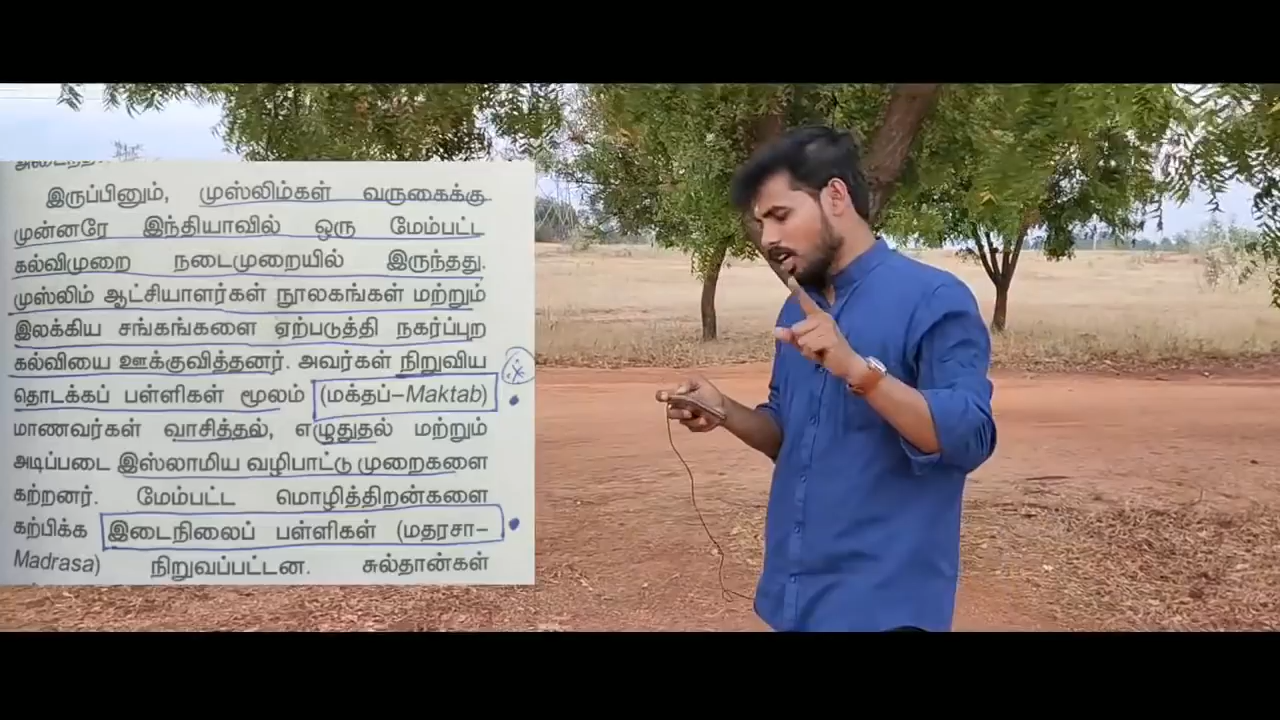 இருப்பினும், முஸ்லிம்கள் வருகைக்கு
முன்னரே இந்தியாவில் ஒரு மேம்பட்ட
கல்விமுறை நடைமுறையில் இருந்தது.
முஸ்லிம் ஆட்சியாளர்கள் நூலகங்கள் மற்றும்
இலக்கிய சங்கங்களை ஏற்படுத்தி நகர்ப்புற
கல்வியை ஊக்குவித்தனர். அவர்கள் நிறுவிய
தொடக்கப் பள்ளிகள் மூலம் (மக்தப்–Maktab)
மாணவர்கள் வாசித்தல், எழுதுதல் மற்றும்
அடிப்படை இஸ்லாமிய வழிபாட்டு முறைகளை
கற்றனர். மேம்பட்ட மொழித்திறன்களை
கற்பிக்க இடைநிலைப் பள்ளிகள் (மதரசா–
Madrasa) நிறுவப்பட்டன. சுல்தான்கள்